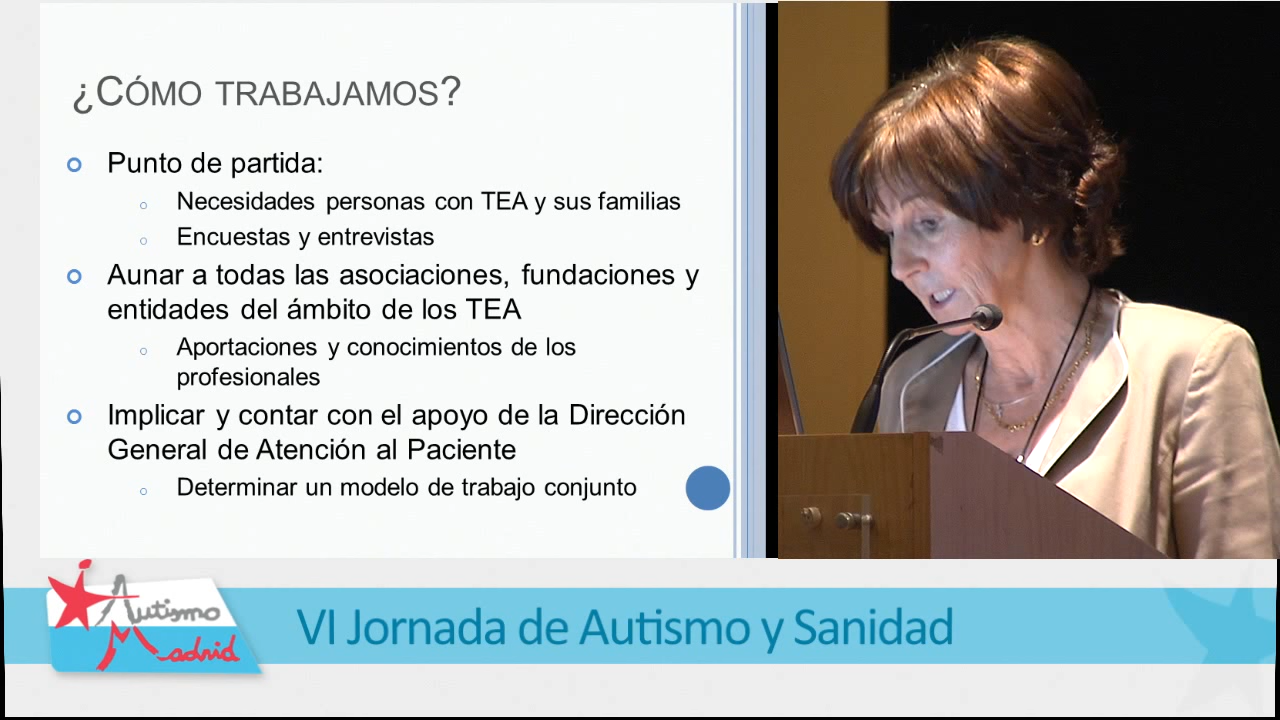 ¿CÓMO TRABAJAMOS?
Punto de partida:
Necesidades personas con TEA y sus familias
Encuestas y entrevistas
Aunar a todas las asociaciones, fundaciones y
entidades del ámbito de los TEA
Aportaciones y conocimientos de los
profesionales
Implicar y contar con el apoyo de la Dirección
General de Atención al Paciente
Determinar un modelo de trabajo conjunto
Autismo
Madrid
VI Jornada de Autismo y Sanidad